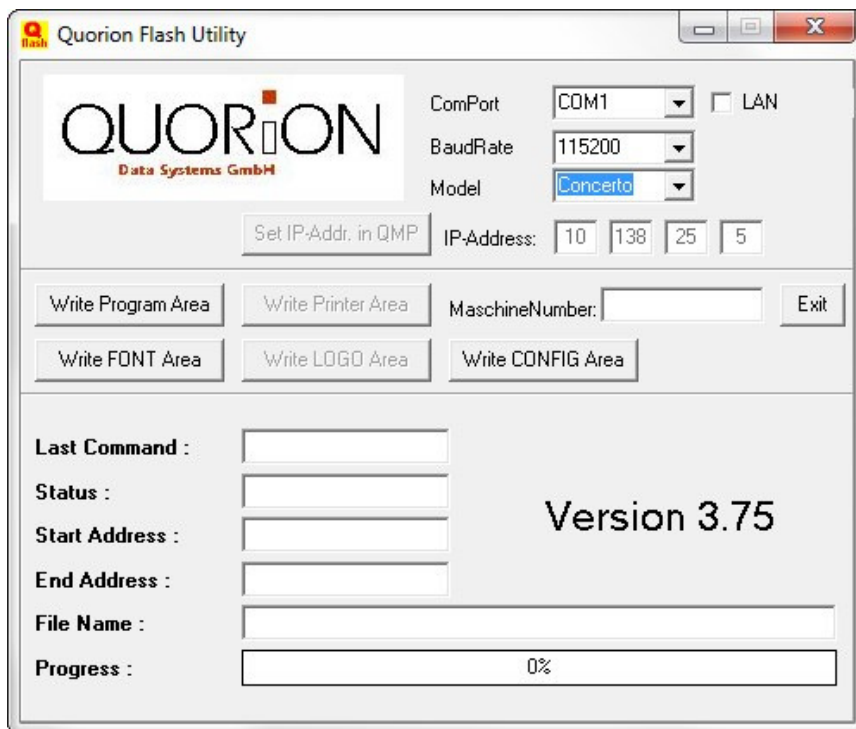 Q
flash
Quorion Flash Utility
QUORiON
Data Systems GmbH
ComPort
COM1
LAN
BaudRate
115200
Model
Concerto
Set IP-Addr. in QMP
IP-Address:
10
138
25
5
Write Program Area
Write Printer Area
MaschineNumber:
Exit
Write FONT Area
Write LOGO Area
Write CONFIG Area
Last Command :
Status :
Version 3.75
Start Address :
End Address :
File Name :
Progress :
0%